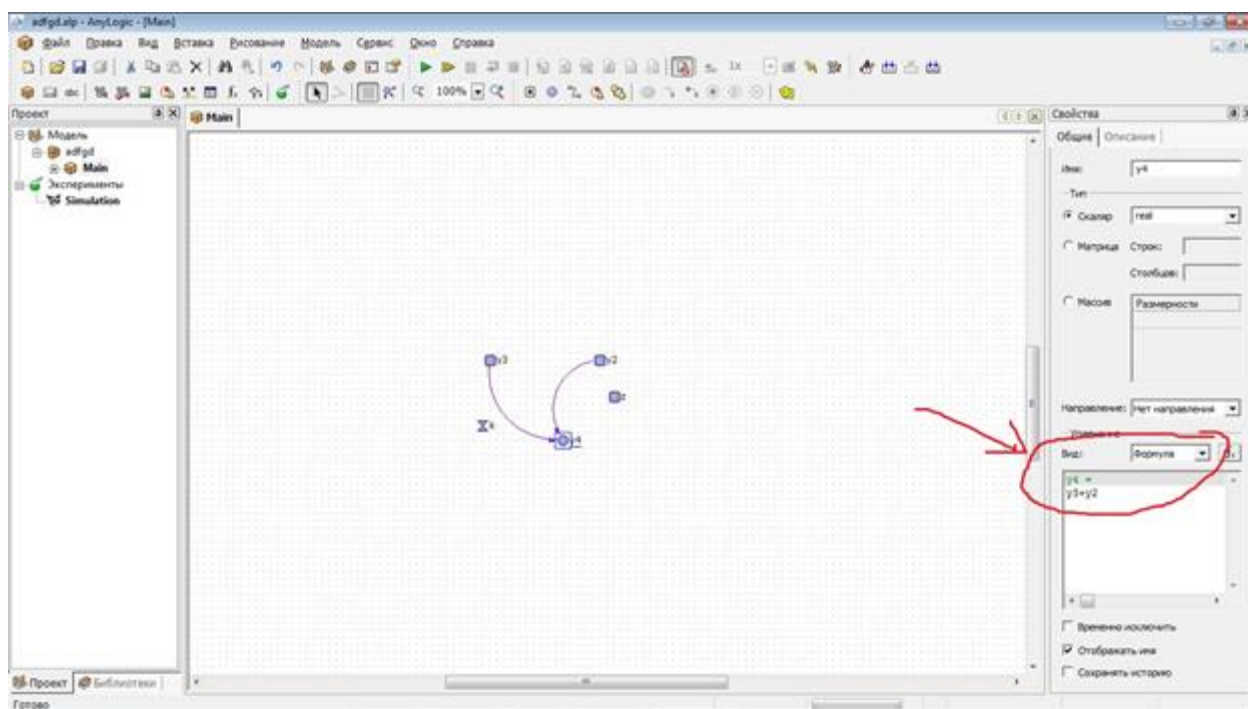 adfgd.alp - AnyLogic - [Main]
Файл Правка Вид Вставка Рисование Модель Сервис Окно Справка
100%
Проект
Main
Свойства
Модель
adfgd
Main
Эксперименты
Simulation
Общие Описание
Имя: y4
Тип
Скаляр real
Матрица Строк:
Столбцов:
Массив Размерности
y3 y2
z
x
y4
Направление: Нет направления
Уравнение
Вид: Формула
y4 =
y3+y2
Временно исключить
Отображать имя
Сохранять историю
Проект Библиотеки
Готово